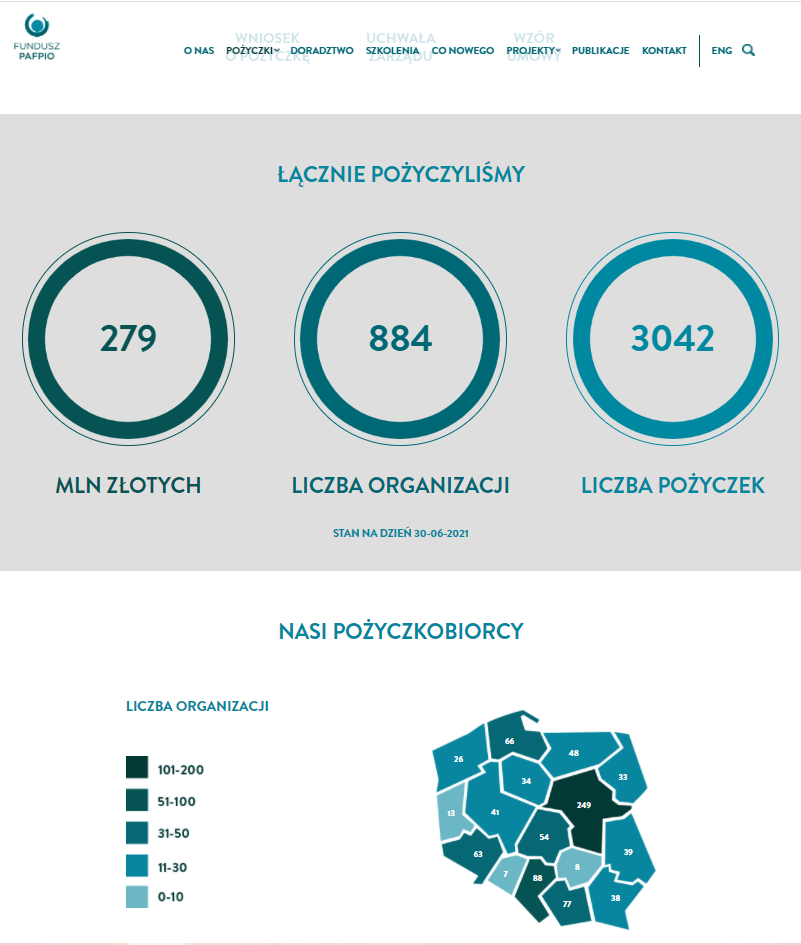 FUNDUSZ
PAFPIO
WNIOSEK
O POŻYCZKĘ
UCHWAŁA
ZARZĄDU
WZÓR
UMOWY
O NAS POŻYCZKI DORADZTWO SZKOLENIA CO NOWEGO PROJEKTY PUBLIKACJE KONTAKT ENG
ŁĄCZNIE POŻYCZYLIŚMY
279
884
3042
MLN ZŁOTYCH
LICZBA ORGANIZACJI
LICZBA POŻYCZEK
STAN NA DZIEŃ 30-06-2021
NASI POŻYCZKOBIORCY
LICZBA ORGANIZACJI
101-200
51-100
31-50
11-30
0-10
66
26
48
33
34
249
13
41
54
63
39
7
88
8
77
38